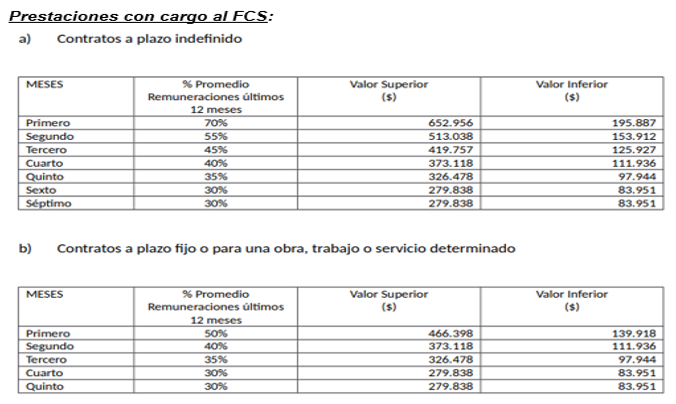 Prestaciones con cargo al FCS:
a) Contratos a plazo indefinido
MESES % Promedio Remuneraciones últimos 12 meses Valor Superior ($) Valor Inferior ($)
Primero 70% 652.956 195.887
Segundo 55% 513.038 153.912
Tercero 45% 419.757 125.927
Cuarto 40% 373.118 111.936
Quinto 35% 326.478 97.944
Sexto 30% 279.838 83.951
Séptimo 30% 279.838 83.951
b) Contratos a plazo fijo o para una obra, trabajo o servicio determinado
MESES % Promedio Remuneraciones últimos 12 meses Valor Superior ($) Valor Inferior ($)
Primero 50% 466.398 139.918
Segundo 40% 373.118 111.936
Tercero 35% 326.478 97.944
Cuarto 30% 279.838 83.951
Quinto 30% 279.838 83.951